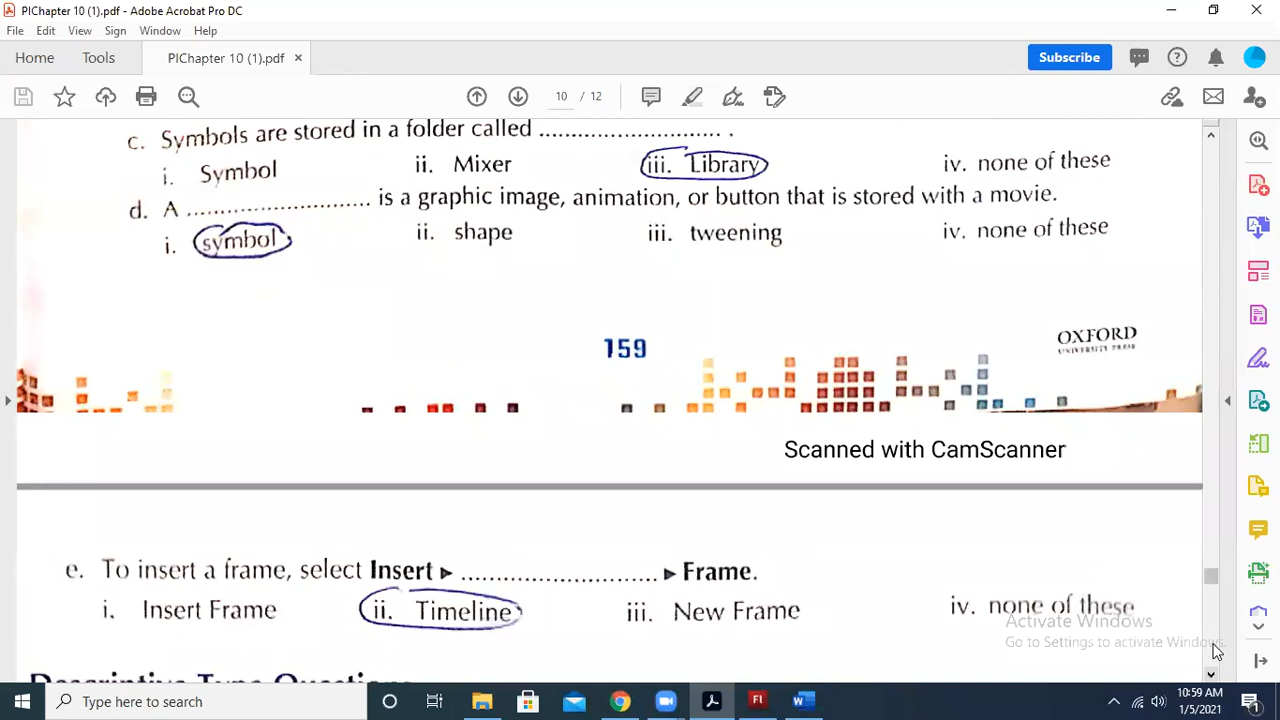 PIChapter 10 (1).pdf - Adobe Acrobat Pro DC
File Edit View Sign Window Help
Home Tools PIChapter 10 (1).pdf × Subscribe
10 / 12
c. Symbols are stored in a folder called ............................ .
i. Symbol ii. Mixer iii. Library iv. none of these
d. A ............................ is a graphic image, animation, or button that is stored with a movie.
i. symbol ii. shape iii. tweening iv. none of these
159
OXFORD
UNIVERSITY PRESS
Scanned with CamScanner
e. To insert a frame, select Insert ▶ ............................ ▶ Frame.
i. Insert Frame ii. Timeline iii. New Frame iv. none of these
Activate Windows
Go to Settings to activate Windows.
Descriptive Type Questions
Type here to search
10:59 AM
1/5/2021